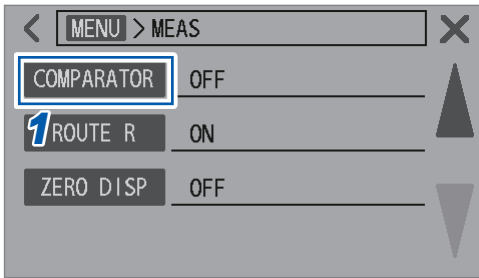 < MENU > MEAS
COMPARATOR OFF
1 ROUTE R ON
ZERO DISP OFF